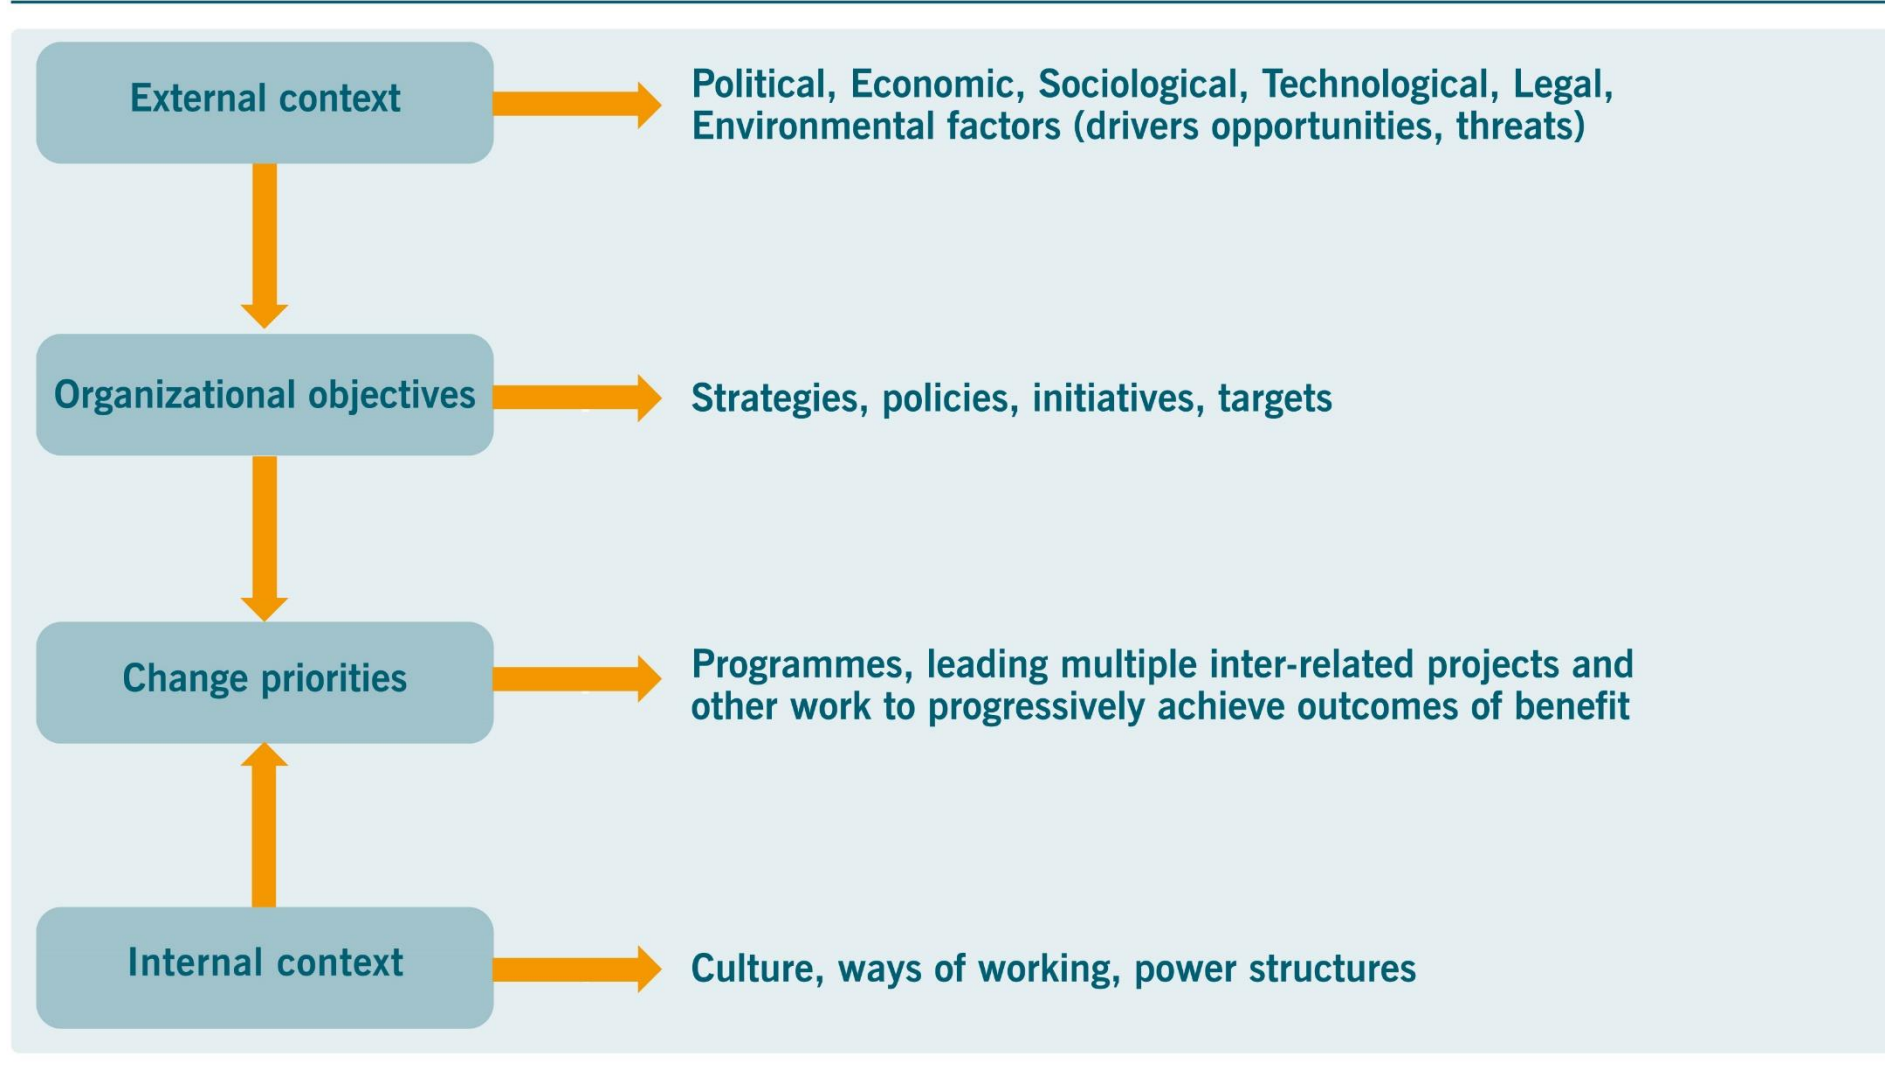 External context
Political, Economic, Sociological, Technological, Legal,
Environmental factors (drivers opportunities, threats)
Organizational objectives
Strategies, policies, initiatives, targets
Change priorities
Programmes, leading multiple inter-related projects and
other work to progressively achieve outcomes of benefit
Internal context
Culture, ways of working, power structures